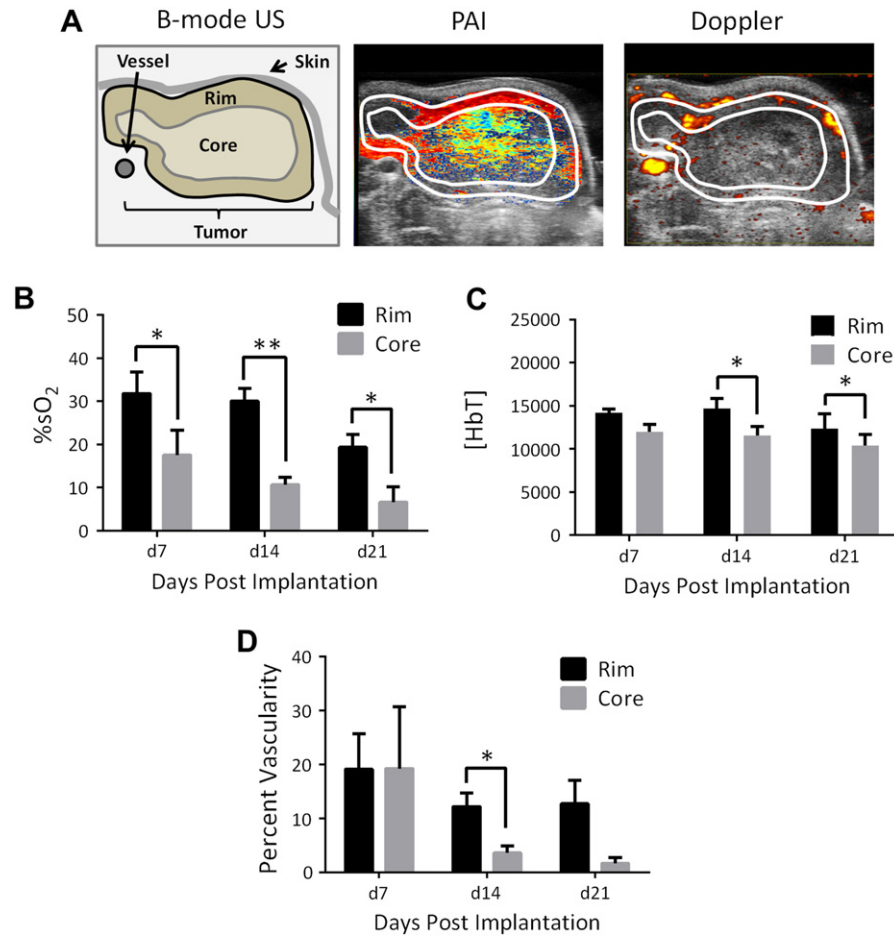 A
B-mode US
PAI
Doppler
Vessel
Skin
Rim
Core
Tumor
B
50
40
30
20
10
0
%sO2
*
**
*
Rim
Core
d7
d14
d21
Days Post Implantation
C
25000
20000
15000
10000
5000
0
[HbT]
*
*
Rim
Core
d7
d14
d21
Days Post Implantation
D
40
30
20
10
0
Percent Vascularity
*
Rim
Core
d7
d14
d21
Days Post Implantation